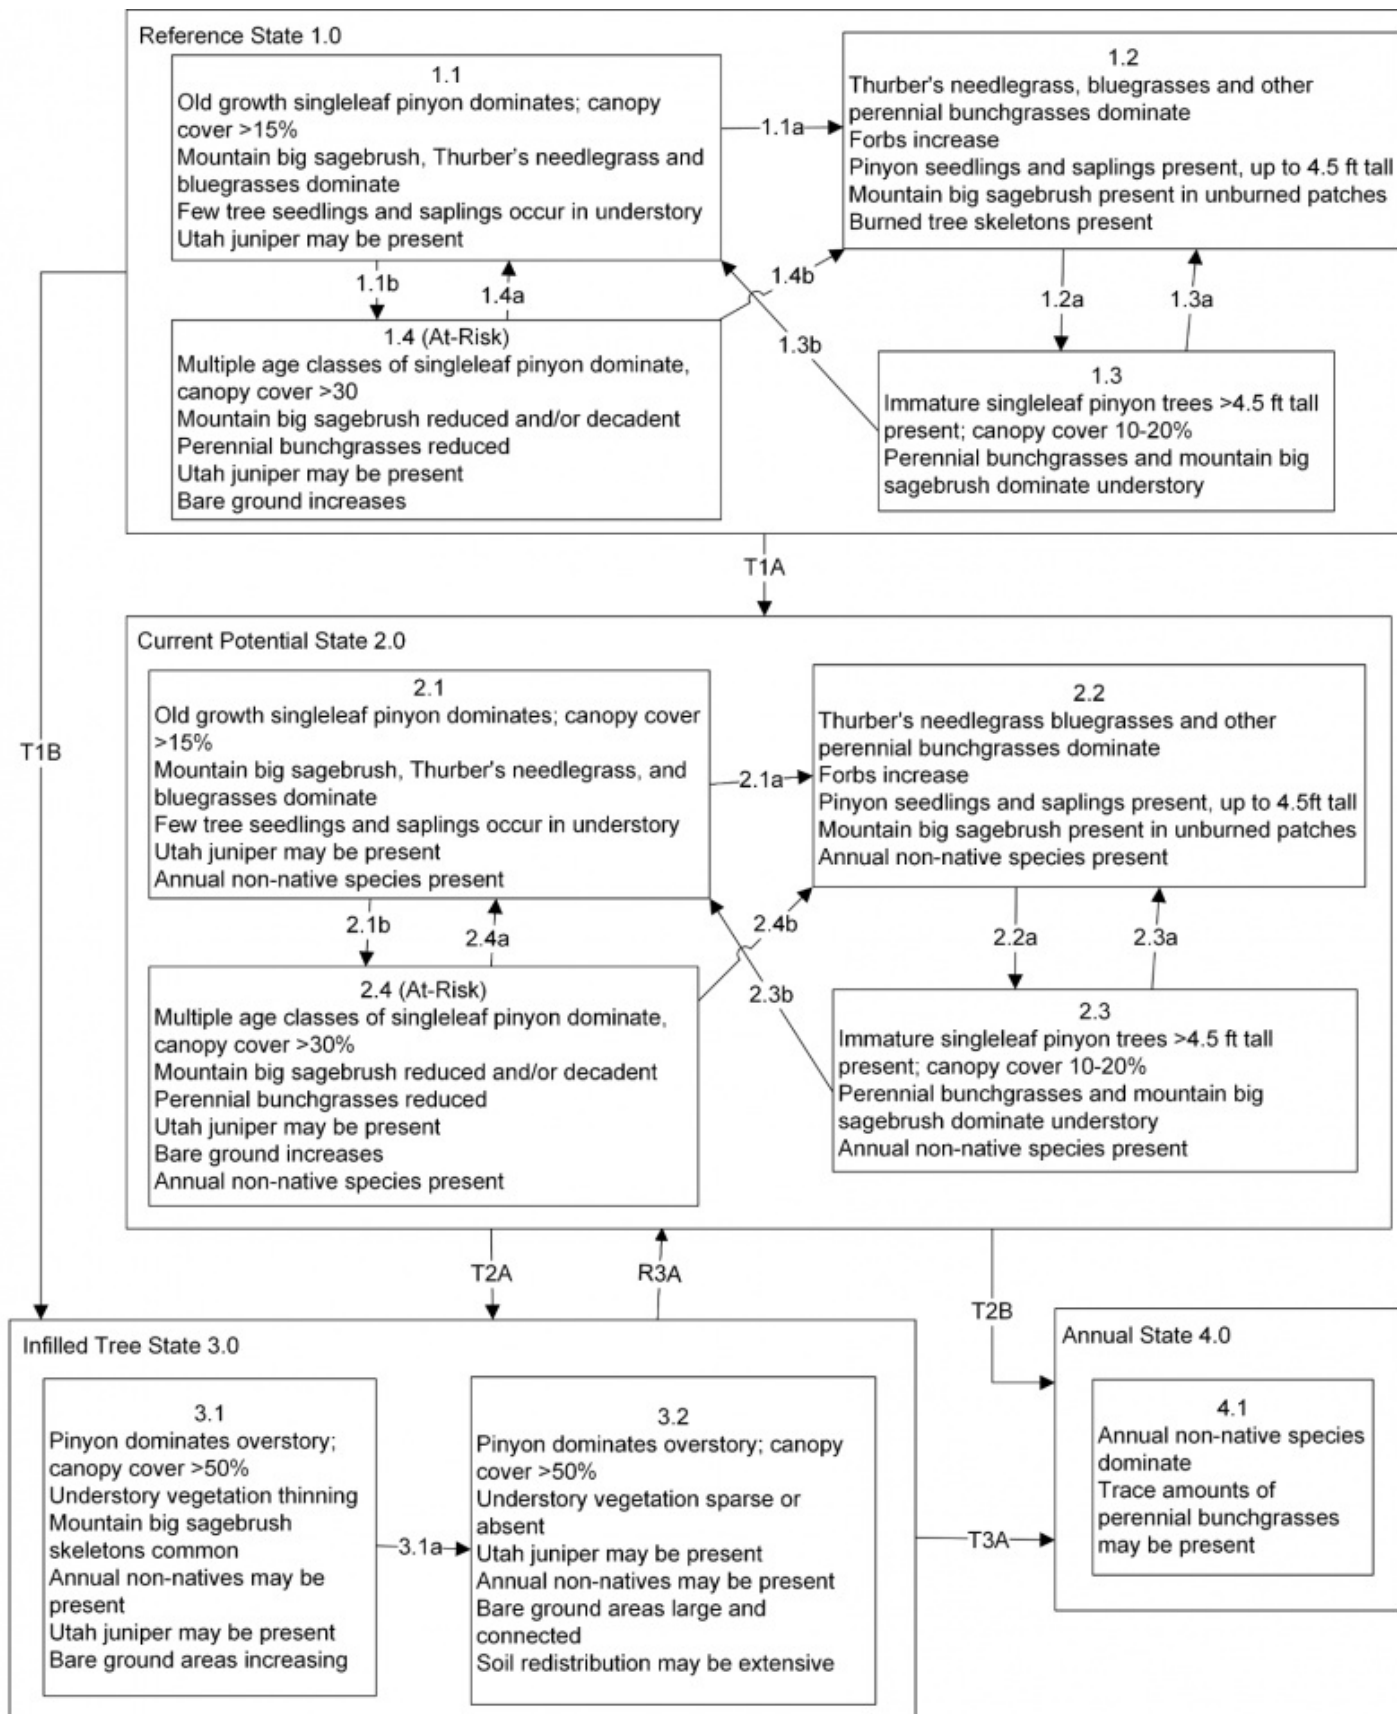 Reference State 1.0
1.1
Old growth singleleaf pinyon dominates; canopy
cover >15%
Mountain big sagebrush, Thurber's needlegrass and
bluegrasses dominate
Few tree seedlings and saplings occur in understory
Utah juniper may be present
1.1a
1.2
Thurber's needlegrass, bluegrasses and other
perennial bunchgrasses dominate
Forbs increase
Pinyon seedlings and saplings present, up to 4.5 ft tall
Mountain big sagebrush present in unburned patches
Burned tree skeletons present
1.1b
1.4a
1.4b
1.3b
1.2a
1.3a
1.4 (At-Risk)
Multiple age classes of singleleaf pinyon dominate,
canopy cover >30
Mountain big sagebrush reduced and/or decadent
Perennial bunchgrasses reduced
Utah juniper may be present
Bare ground increases
1.3
Immature singleleaf pinyon trees >4.5 ft tall
present; canopy cover 10-20%
Perennial bunchgrasses and mountain big
sagebrush dominate understory
T1A
T1B
Current Potential State 2.0
2.1
Old growth singleleaf pinyon dominates; canopy cover
>15%
Mountain big sagebrush, Thurber's needlegrass, and
bluegrasses dominate
Few tree seedlings and saplings occur in understory
Utah juniper may be present
Annual non-native species present
2.1a
2.2
Thurber's needlegrass bluegrasses and other
perennial bunchgrasses dominate
Forbs increase
Pinyon seedlings and saplings present, up to 4.5ft tall
Mountain big sagebrush present in unburned patches
Annual non-native species present
2.1b
2.4a
2.4b
2.3b
2.2a
2.3a
2.4 (At-Risk)
Multiple age classes of singleleaf pinyon dominate,
canopy cover >30%
Mountain big sagebrush reduced and/or decadent
Perennial bunchgrasses reduced
Utah juniper may be present
Bare ground increases
Annual non-native species present
2.3
Immature singleleaf pinyon trees >4.5 ft tall
present; canopy cover 10-20%
Perennial bunchgrasses and mountain big
sagebrush dominate understory
Annual non-native species present
T2A
R3A
T2B
Infilled Tree State 3.0
3.1
Pinyon dominates overstory;
canopy cover >50%
Understory vegetation thinning
Mountain big sagebrush
skeletons common
Annual non-natives may be
present
Utah juniper may be present
Bare ground areas increasing
3.1a
3.2
Pinyon dominates overstory; canopy
cover >50%
Understory vegetation sparse or
absent
Utah juniper may be present
Annual non-natives may be present
Bare ground areas large and
connected
Soil redistribution may be extensive
T3A
Annual State 4.0
4.1
Annual non-native species
dominate
Trace amounts of
perennial bunchgrasses
may be present